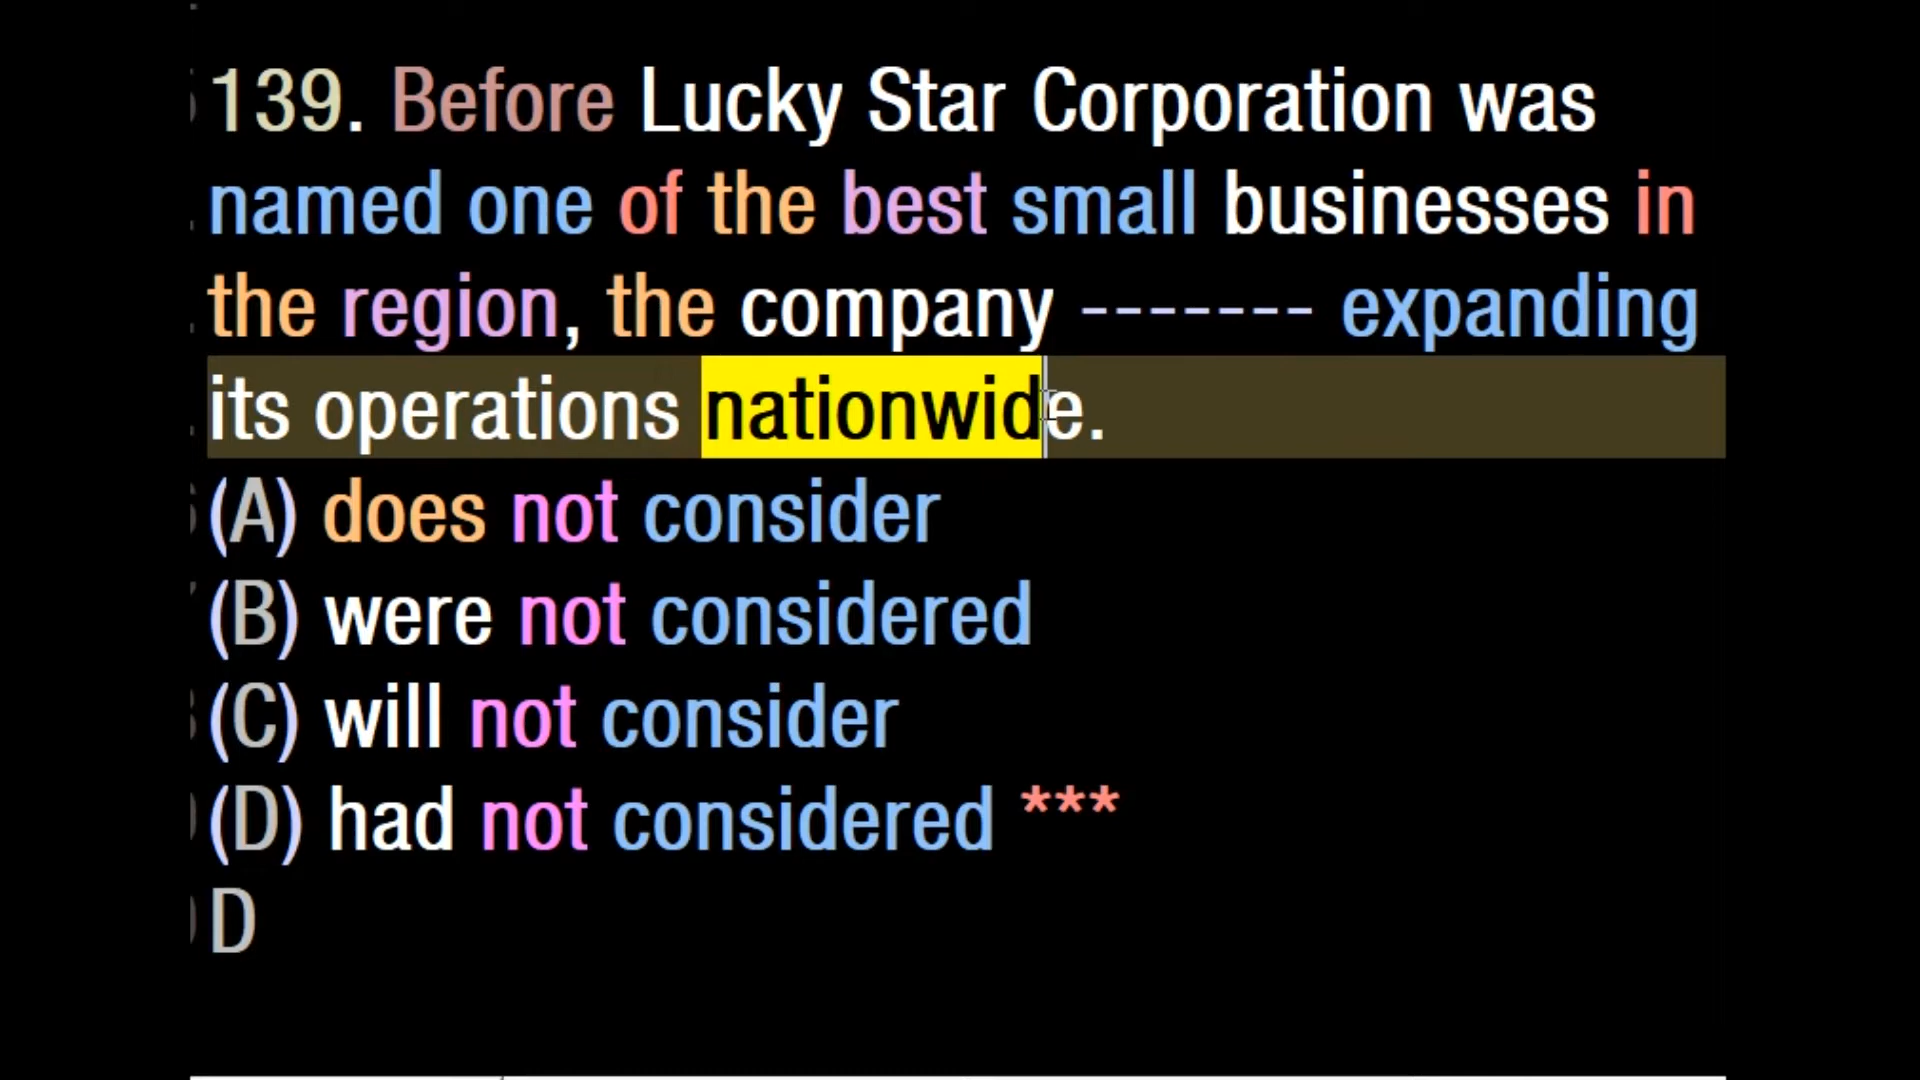 139. Before Lucky Star Corporation was
named one of the best small businesses in
the region, the company ------- expanding
its operations nationwide.
(A) does not consider
(B) were not considered
(C) will not consider
(D) had not considered ***
D